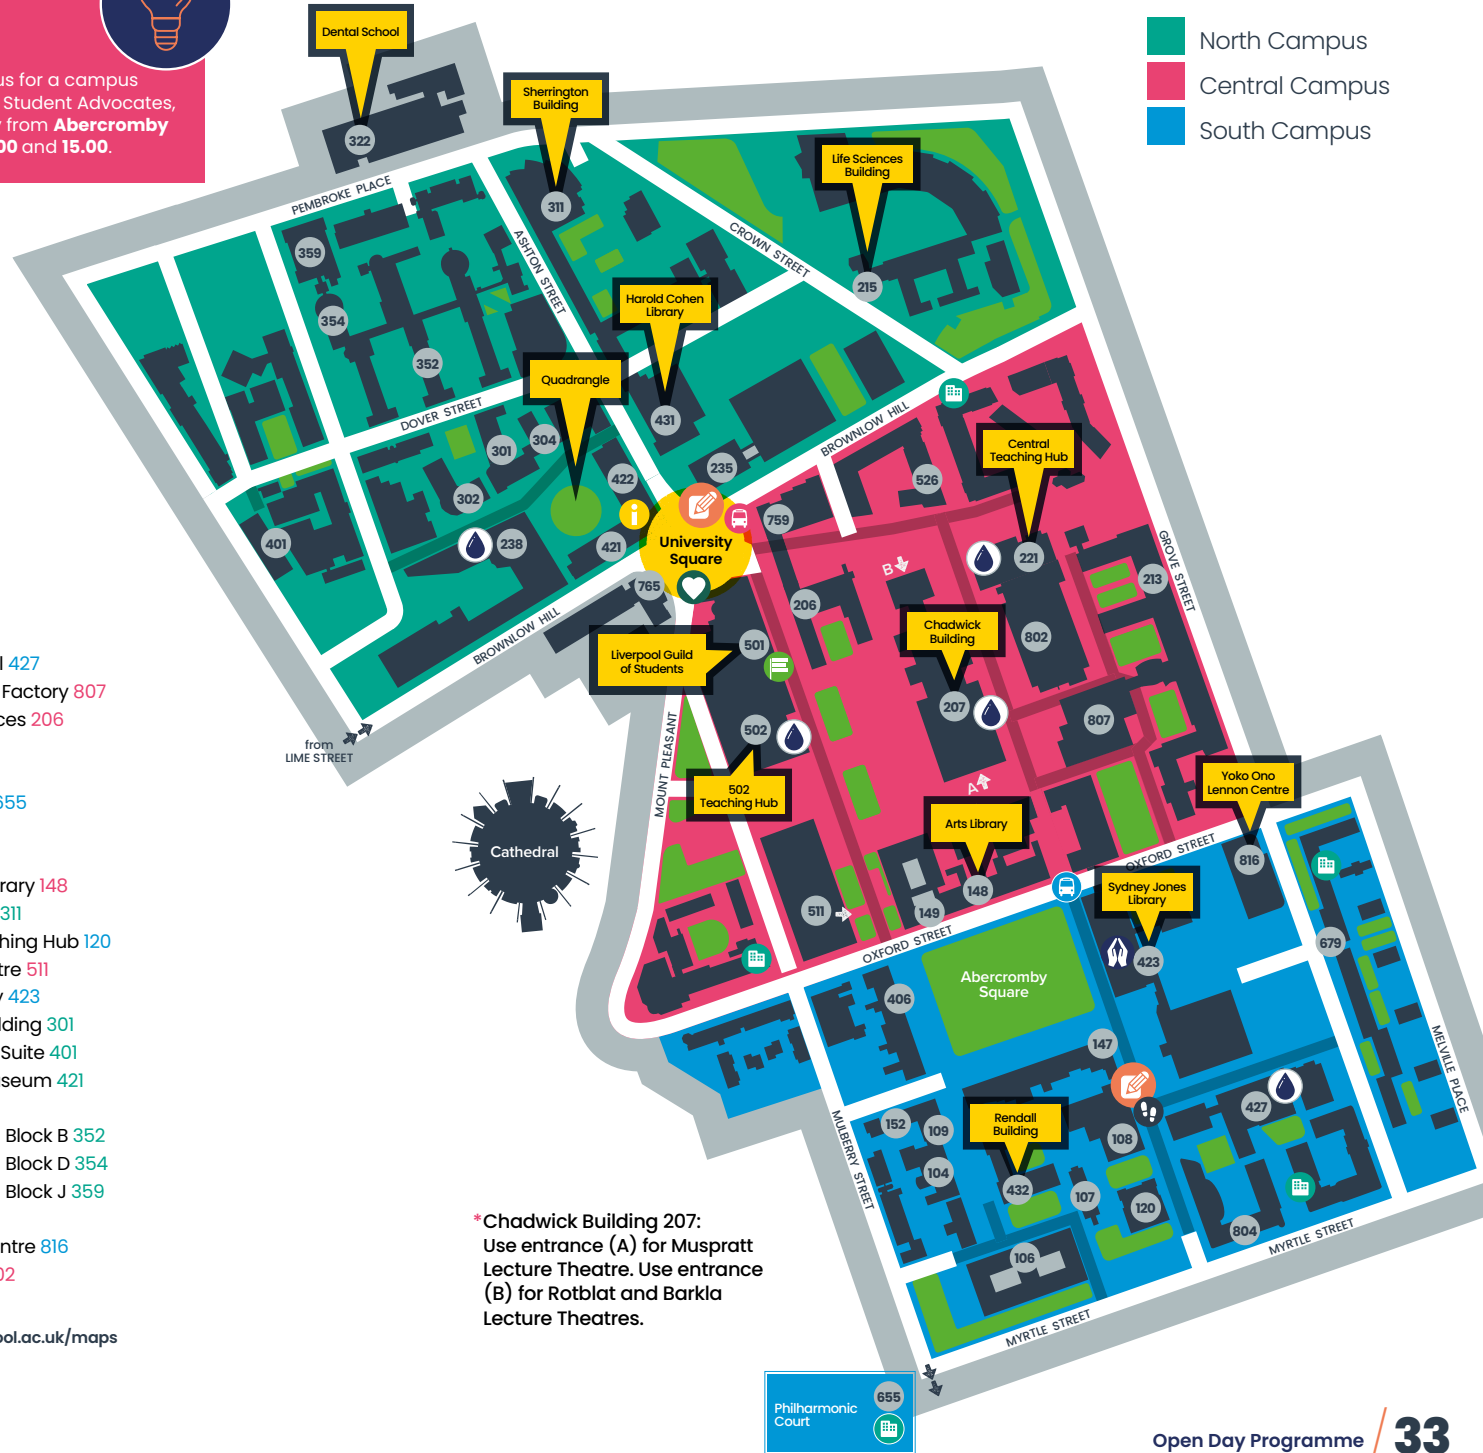 us for a campus
Student Advocates,
from Abercromby
00 and 15.00.
North Campus
Central Campus
South Campus
Dental School
322
Sherrington
Building
311
Life Sciences
Building
215
PEMBROKE PLACE
ASHTON STREET
CROWN STREET
359
354
352
Harold Cohen
Library
431
Quadrangle
DOVER STREET
301
304
302
422
235
BROWNLOW HILL
526
Central
Teaching Hub
221
401
238
421
University
Square
759
765
206
B
213
GROVE STREET
802
Chadwick
Building
207
807
BROWNLOW HILL
Liverpool Guild
of Students
501
502
502
Teaching Hub
MOUNT PLEASANT
from
LIME STREET
Cathedral
A
Arts Library
148
149
511
Yoko Ono
Lennon Centre
816
OXFORD STREET
OXFORD STREET
Sydney Jones
Library
423
679
Abercromby
Square
406
147
MELVILLE PLACE
427
Rendall
Building
432
152
109
104
108
107
120
106
804
MULBERRY STREET
MYRTLE STREET
MYRTLE STREET
l 427
Factory 807
ces 206
655
rary 148
311
ching Hub 120
tre 511
y 423
lding 301
Suite 401
useum 421
Block B 352
Block D 354
Block J 359
ntre 816
02
ool.ac.uk/maps
*Chadwick Building 207:
Use entrance (A) for Muspratt
Lecture Theatre. Use entrance
(B) for Rotblat and Barkla
Lecture Theatres.
Philharmonic
Court
655
Open Day Programme / 33